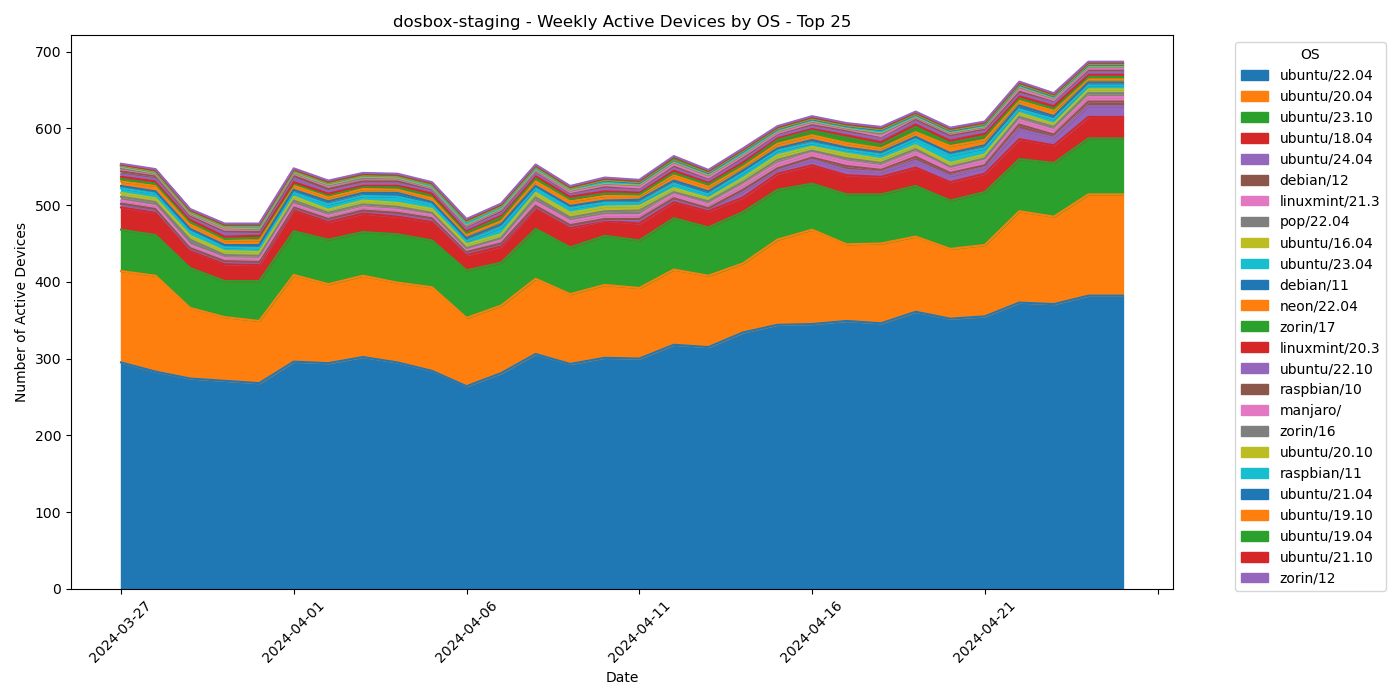 dosbox-staging - Weekly Active Devices by OS - Top 25
700
600
500
400
300
200
100
0
Number of Active Devices
2024-03-27
2024-04-01
2024-04-06
2024-04-11
2024-04-16
2024-04-21
Date
OS
ubuntu/22.04
ubuntu/20.04
ubuntu/23.10
ubuntu/18.04
ubuntu/24.04
debian/12
linuxmint/21.3
pop/22.04
ubuntu/16.04
ubuntu/23.04
debian/11
neon/22.04
zorin/17
linuxmint/20.3
ubuntu/22.10
raspbian/10
manjaro/
zorin/16
ubuntu/20.10
raspbian/11
ubuntu/21.04
ubuntu/19.10
ubuntu/19.04
ubuntu/21.10
zorin/12